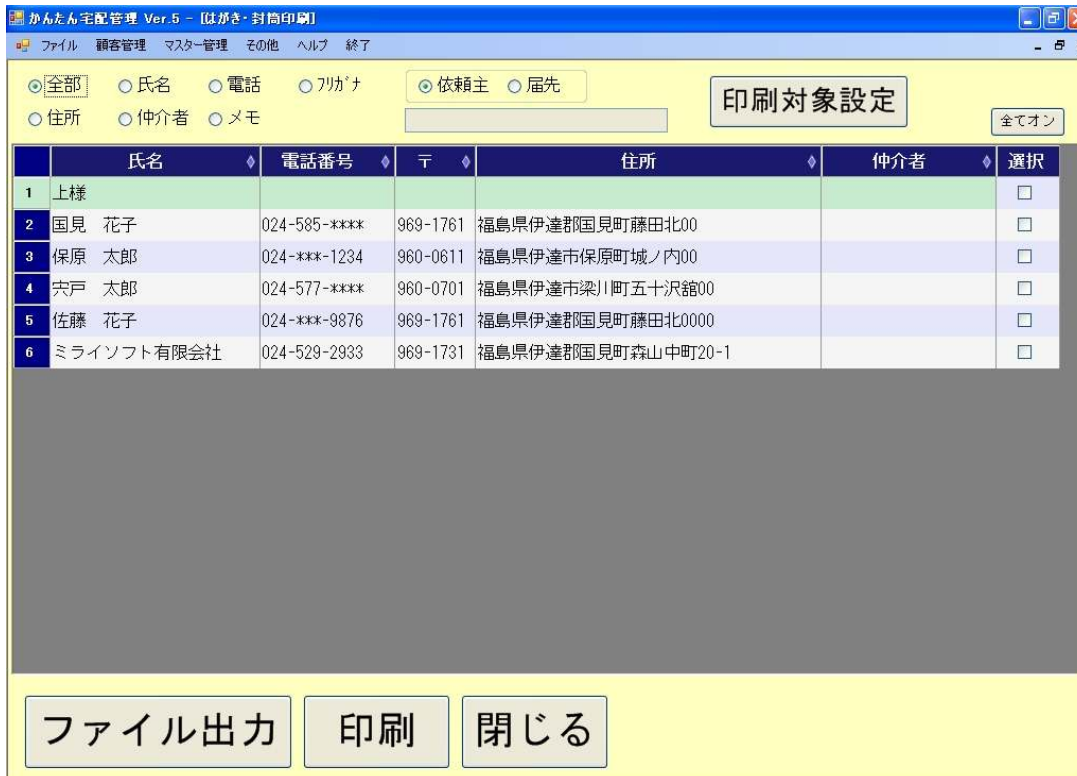 かんたん宅配管理 Ver.5 - [はがき・封筒印刷]
ファイル 顧客管理 マスター管理 その他 ヘルプ 終了
全部 氏名 電話 ﾌﾘｶﾞﾅ 依頼主 届先
印刷対象設定
住所 仲介者 メモ
全てオン
氏名 電話番号 〒 住所 仲介者 選択
1 上様
2 国見 花子 024-585-**** 969-1761 福島県伊達郡国見町藤田北00
3 保原 太郎 024-***-1234 960-0611 福島県伊達市保原町城ノ内00
4 宍戸 太郎 024-577-**** 960-0701 福島県伊達市梁川町五十沢舘00
5 佐藤 花子 024-***-9876 969-1761 福島県伊達郡国見町藤田北0000
6 ミライソフト有限会社 024-529-2933 969-1731 福島県伊達郡国見町森山中町20-1
ファイル出力 印刷 閉じる